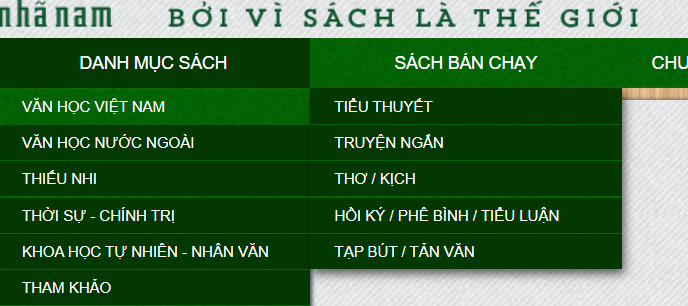 nhã nam
BỞI VÌ SÁCH LÀ THẾ GIỚI
DANH MỤC SÁCH
SÁCH BÁN CHẠY
VĂN HỌC VIỆT NAM
VĂN HỌC NƯỚC NGOÀI
THIẾU NHI
THỜI SỰ - CHÍNH TRỊ
KHOA HỌC TỰ NHIÊN - NHÂN VĂN
THAM KHẢO
TIỂU THUYẾT
TRUYỆN NGẮN
THƠ / KỊCH
HỒI KÝ / PHÊ BÌNH / TIỂU LUẬN
TẠP BÚT / TẢN VĂN